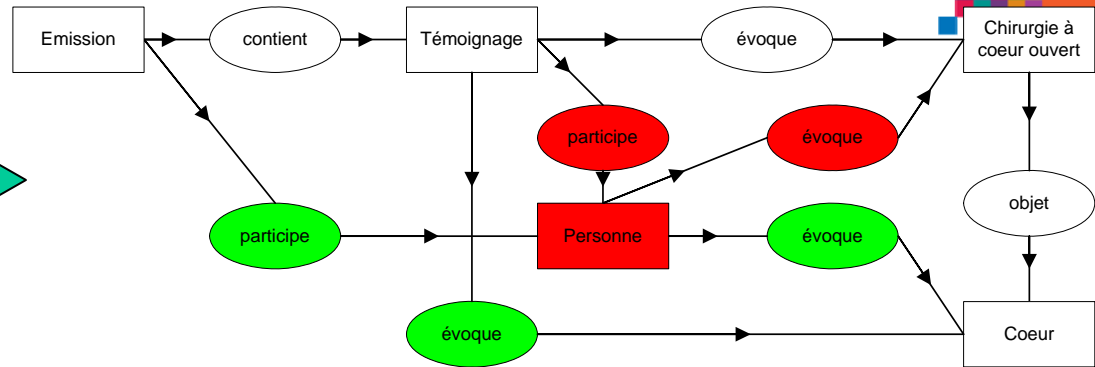 Emission
contient
Témoignage
évoque
Chirurgie à
coeur ouvert
participe
évoque
objet
participe
Personne
évoque
évoque
Coeur